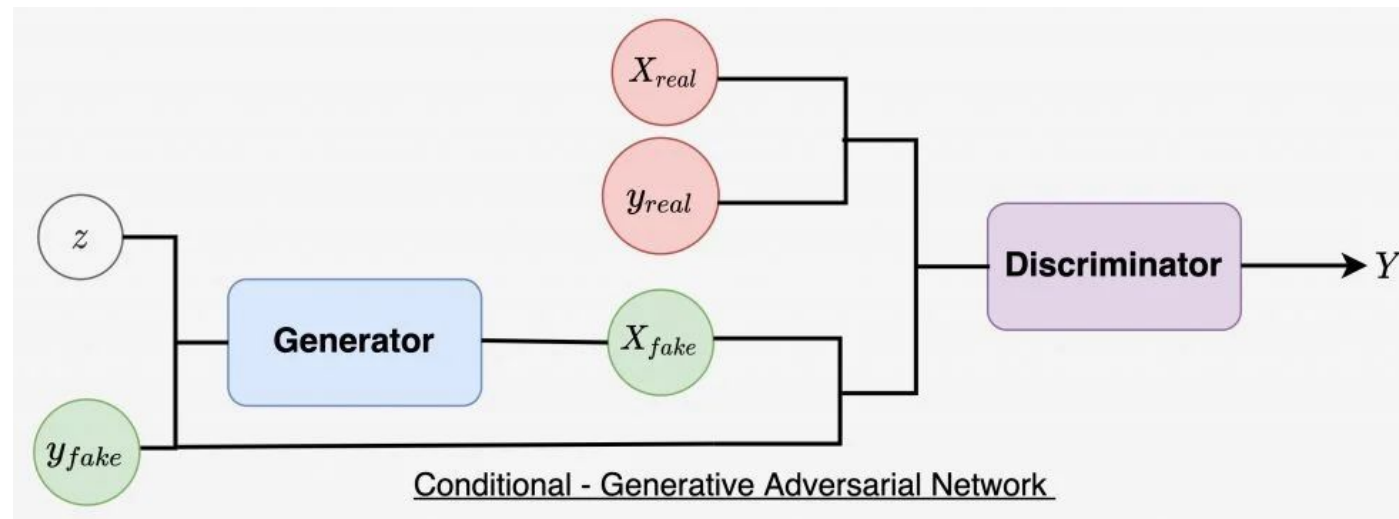 X_real
y_real
z
Discriminator
Y
Generator
X_fake
y_fake
Conditional - Generative Adversarial Network